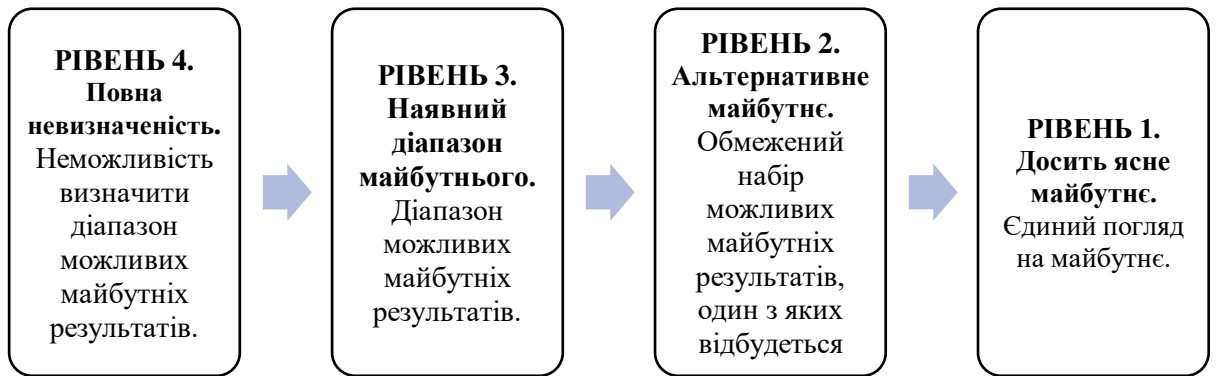 РІВЕНЬ 4.
Повна
невизначеність.
Неможливість
визначити
діапазон
можливих
майбутніх
результатів.
РІВЕНЬ 3.
Наявний
діапазон
майбутнього.
Діапазон
можливих
майбутніх
результатів.
РІВЕНЬ 2.
Альтернативне
майбутнє.
Обмежений
набір
можливих
майбутніх
результатів,
один з яких
відбудеться
РІВЕНЬ 1.
Досить ясне
майбутнє.
Єдиний погляд
на майбутнє.